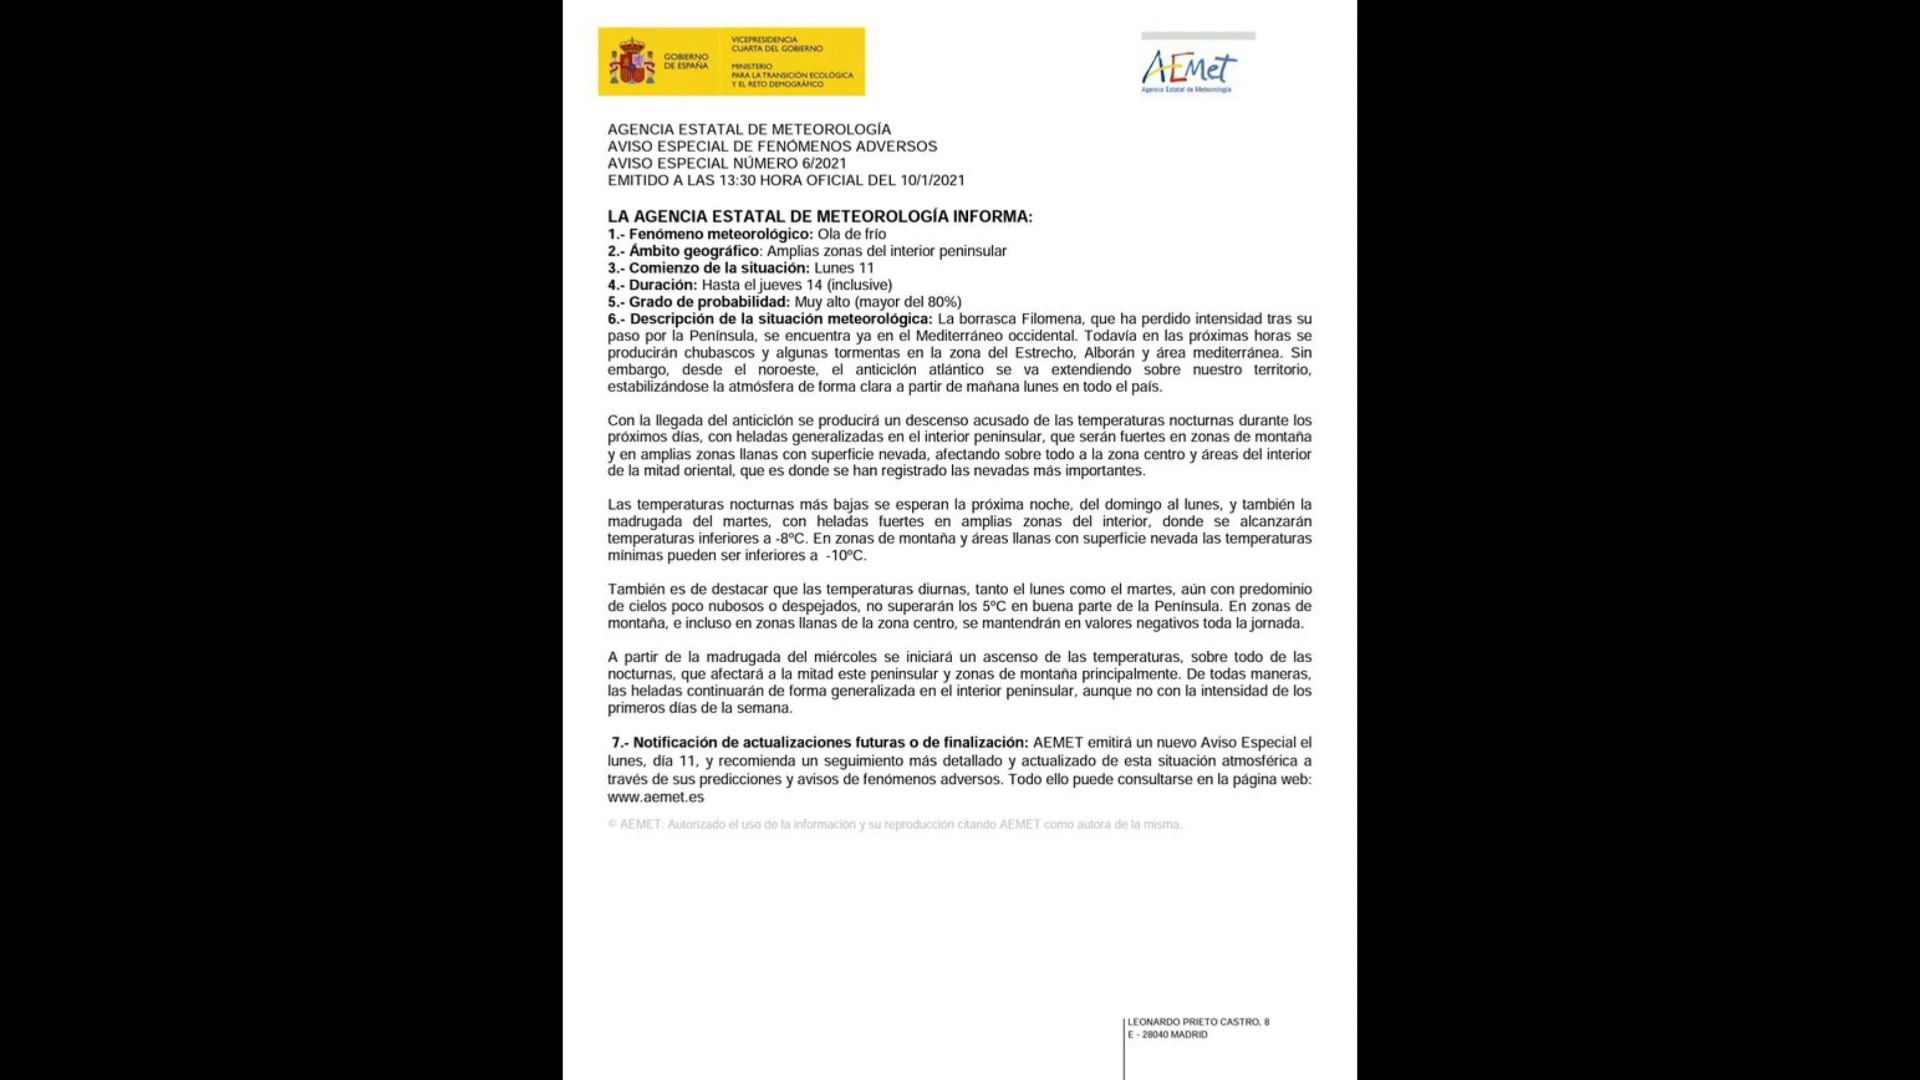 GOBIERNO
DE ESPAÑA
VICEPRESIDENCIA
CUARTA DEL GOBIERNO
MINISTERIO
PARA LA TRANSICIÓN ECOLÓGICA
Y EL RETO DEMOGRÁFICO
AEMet
Agencia Estatal de Meteorología
AGENCIA ESTATAL DE METEOROLOGÍA
AVISO ESPECIAL DE FENÓMENOS ADVERSOS
AVISO ESPECIAL NÚMERO 6/2021
EMITIDO A LAS 13:30 HORA OFICIAL DEL 10/1/2021
LA AGENCIA ESTATAL DE METEOROLOGÍA INFORMA:
1.- Fenómeno meteorológico: Ola de frío
2.- Ámbito geográfico: Amplias zonas del interior peninsular
3.- Comienzo de la situación: Lunes 11
4.- Duración: Hasta el jueves 14 (inclusive)
5.- Grado de probabilidad: Muy alto (mayor del 80%)
6.- Descripción de la situación meteorológica: La borrasca Filomena, que ha perdido intensidad tras su
paso por la Península, se encuentra ya en el Mediterráneo occidental. Todavía en las próximas horas se
producirán chubascos y algunas tormentas en la zona del Estrecho, Alborán y área mediterránea. Sin
embargo, desde el noroeste, el anticiclón atlántico se va extendiendo sobre nuestro territorio,
estabilizándose la atmósfera de forma clara a partir de mañana lunes en todo el país.
Con la llegada del anticiclón se producirá un descenso acusado de las temperaturas nocturnas durante los
próximos días, con heladas generalizadas en el interior peninsular, que serán fuertes en zonas de montaña
y en amplias zonas llanas con superficie nevada, afectando sobre todo a la zona centro y áreas del interior
de la mitad oriental, que es donde se han registrado las nevadas más importantes.
Las temperaturas nocturnas más bajas se esperan la próxima noche, del domingo al lunes, y también la
madrugada del martes, con heladas fuertes en amplias zonas del interior, donde se alcanzarán
temperaturas inferiores a -8ºC. En zonas de montaña y áreas llanas con superficie nevada las temperaturas
mínimas pueden ser inferiores a -10ºC.
También es de destacar que las temperaturas diurnas, tanto el lunes como el martes, aún con predominio
de cielos poco nubosos o despejados, no superarán los 5ºC en buena parte de la Península. En zonas de
montaña, e incluso en zonas llanas de la zona centro, se mantendrán en valores negativos toda la jornada.
A partir de la madrugada del miércoles se iniciará un ascenso de las temperaturas, sobre todo de las
nocturnas, que afectará a la mitad este peninsular y zonas de montaña principalmente. De todas maneras,
las heladas continuarán de forma generalizada en el interior peninsular, aunque no con la intensidad de los
primeros días de la semana.
7.- Notificación de actualizaciones futuras o de finalización: AEMET emitirá un nuevo Aviso Especial el
lunes, día 11, y recomienda un seguimiento más detallado y actualizado de esta situación atmosférica a
través de sus predicciones y avisos de fenómenos adversos. Todo ello puede consultarse en la página web:
www.aemet.es
© AEMET. Autorizado el uso de la información y su reproducción citando AEMET como autora de la misma.
LEONARDO PRIETO CASTRO, 8
E - 28040 MADRID